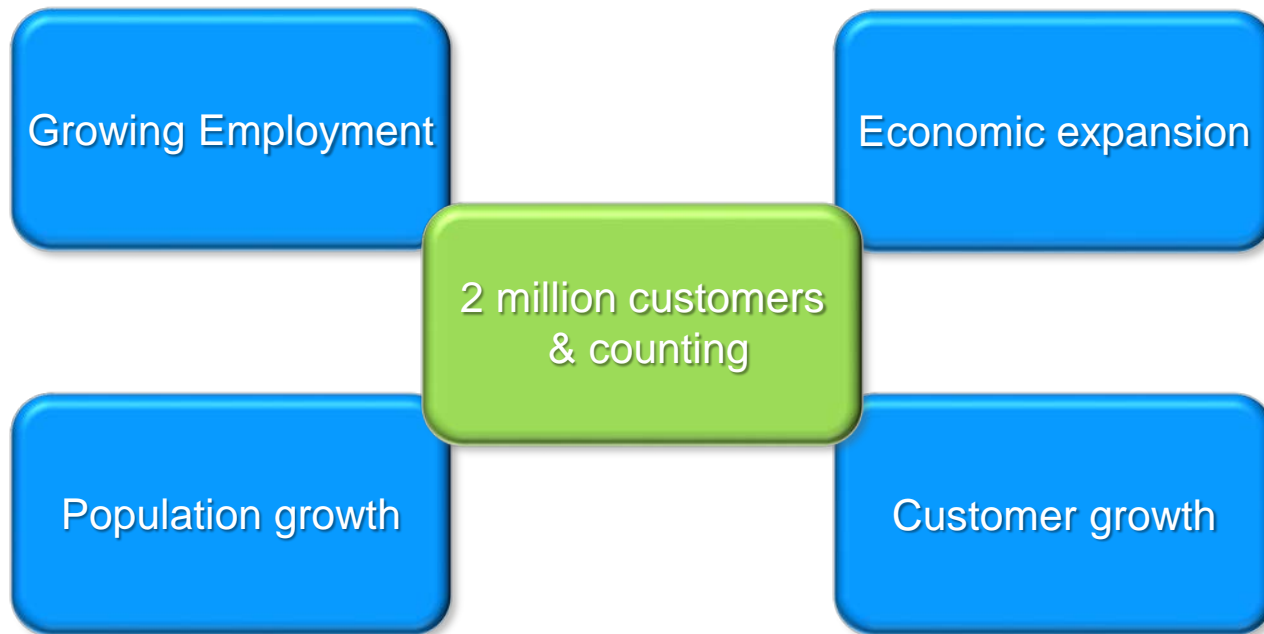 Growing Employment
Economic expansion
2 million customers
& counting
Population growth
Customer growth